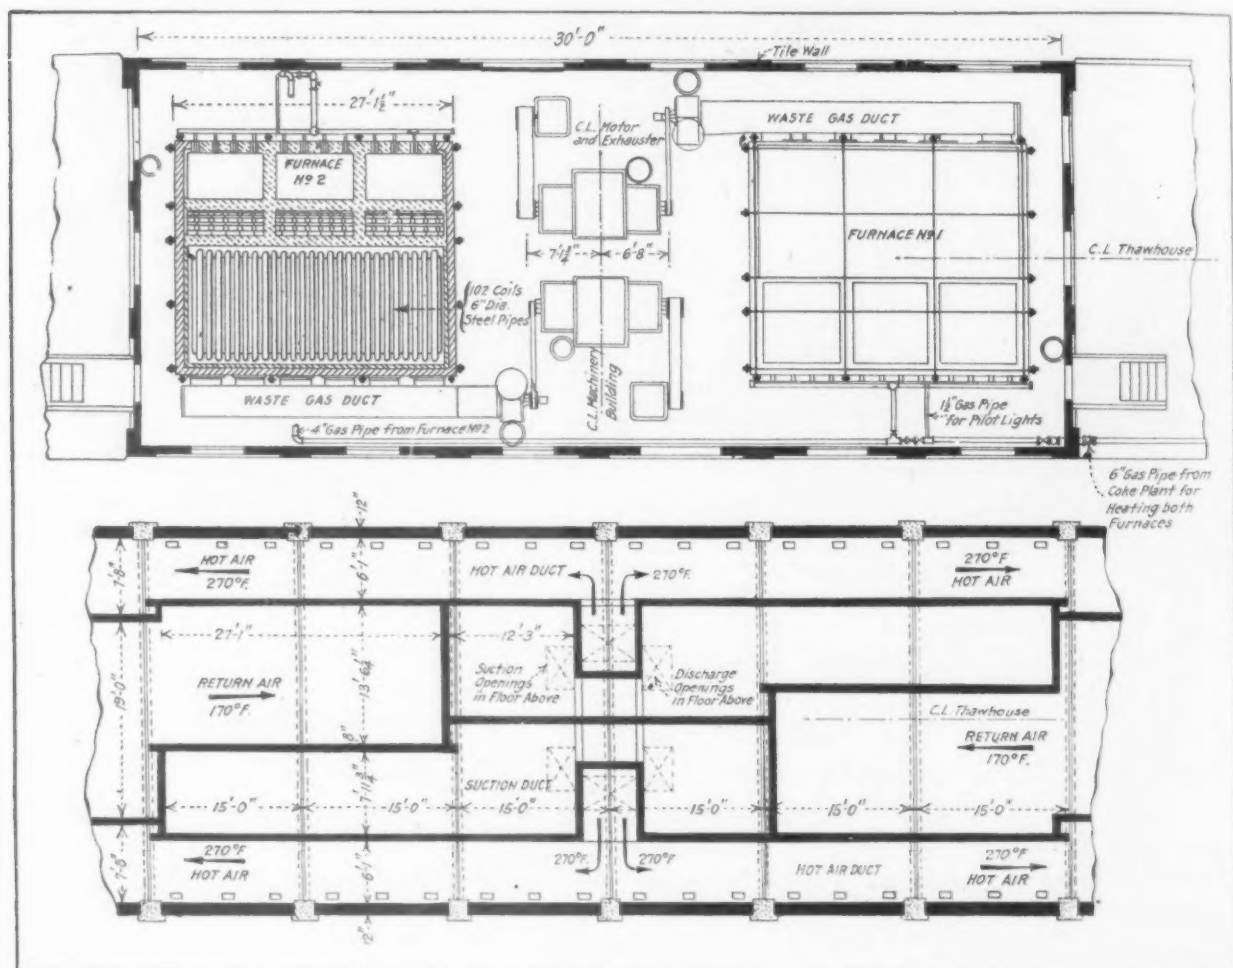 30'-0"
Tile Wall
27'-1½"
C.L. Motor
and Exhauster
WASTE GAS DUCT
FURNACE
Nº 2
FURNACE Nº 1
C.L. Thawhouse
7'-1¾"
6'-8"
102 Coils
6" Dia.
Steel Pipes
C.L. Machinery
Building
WASTE GAS DUCT
1½" Gas Pipe
for Pilot Lights
4" Gas Pipe from Furnace Nº 2
6" Gas Pipe from
Coke Plant for
Heating both
Furnaces
12"
7'-8"
HOT AIR
270°F.
6'-1"
HOT AIR DUCT
270°F.
270°F.
HOT AIR
27'-1"
12'-3"
19'-0"
RETURN AIR
170°F.
13'-6¼"
Suction
Openings
in Floor Above
Discharge
Openings
in Floor Above
C.L. Thawhouse
RETURN AIR
170°F.
8"
7'-11¾"
SUCTION DUCT
15'-0"
15'-0"
15'-0"
15'-0"
15'-0"
15'-0"
7'-8"
270°F.
HOT AIR
6'-1"
270°F.
270°F.
HOT AIR DUCT
270°F.
HOT AIR
12"